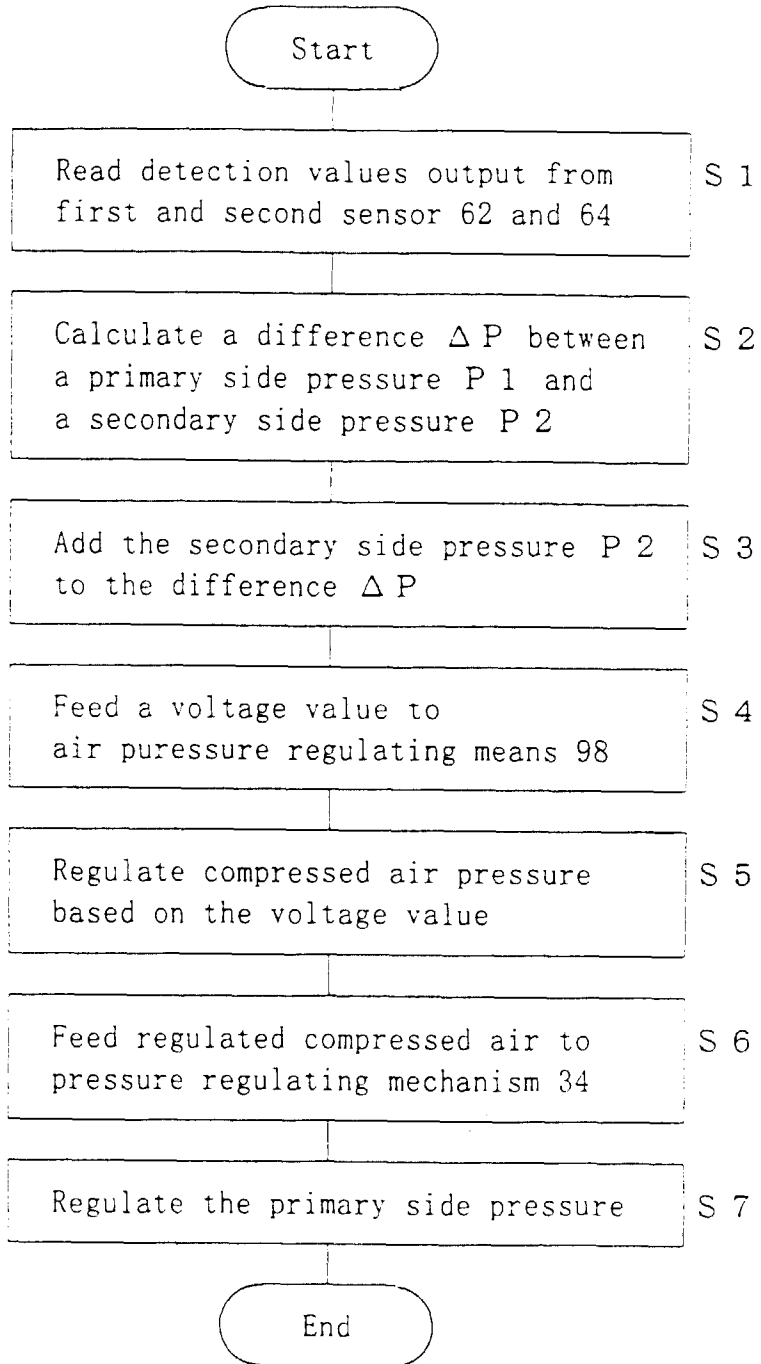 Start
Read detection values output from S 1
first and second sensor 62 and 64
Calculate a difference Δ P between S 2
a primary side pressure P 1 and
a secondary side pressure P 2
Add the secondary side pressure P 2 S 3
to the difference Δ P
Feed a voltage value to S 4
air puressure regulating means 98
Regulate compressed air pressure S 5
based on the voltage value
Feed regulated compressed air to S 6
pressure regulating mechanism 34
Regulate the primary side pressure S 7
End